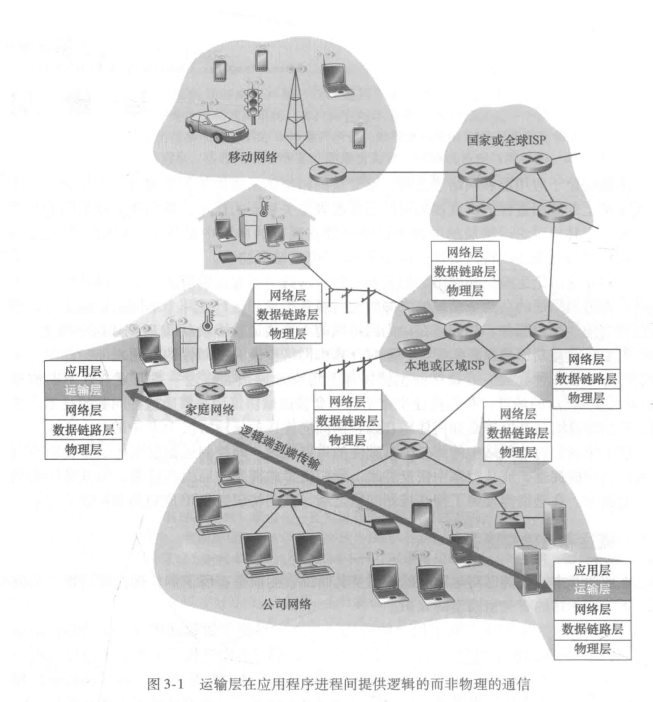 移动网络
国家或全球ISP
网络层
数据链路层
物理层
网络层
数据链路层
物理层
本地或区域ISP
网络层
数据链路层
物理层
应用层
运输层
网络层
数据链路层
物理层
家庭网络
网络层
数据链路层
物理层
网络层
数据链路层
物理层
逻辑端到端传输
公司网络
应用层
运输层
网络层
数据链路层
物理层
图 3-1 运输层在应用程序进程间提供逻辑的而非物理的通信